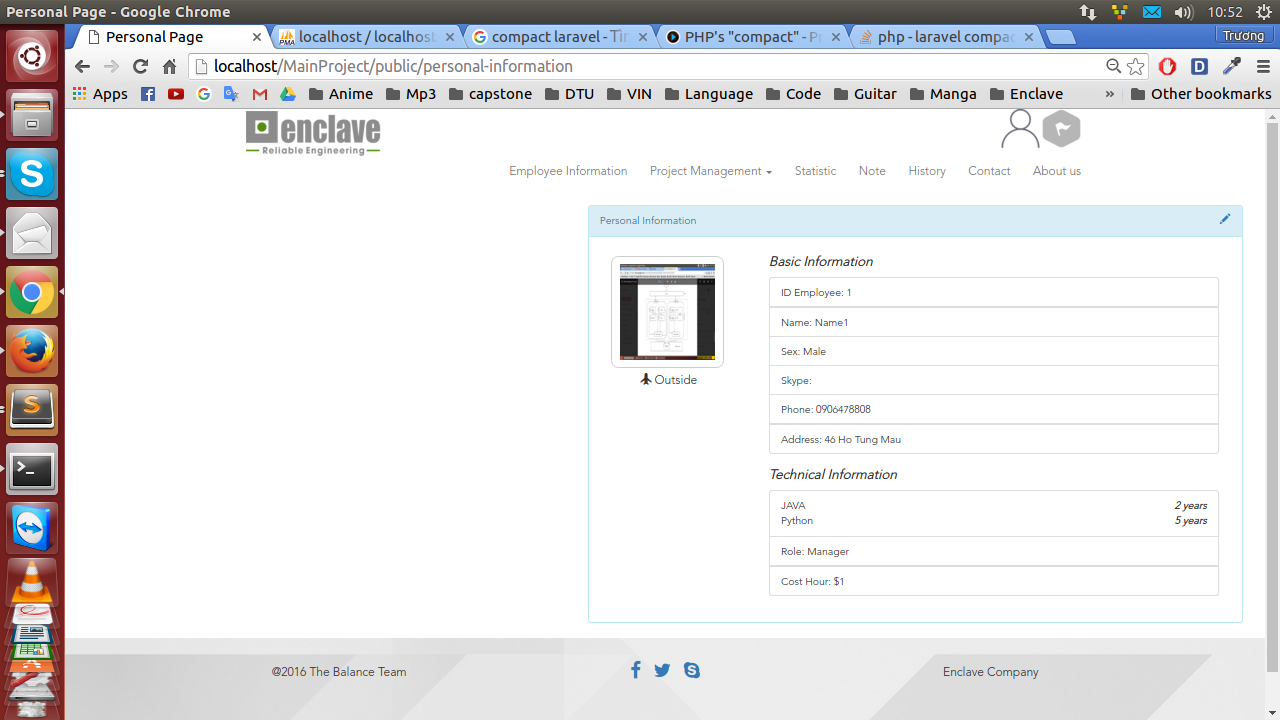 Personal Page - Google Chrome
10:52
Personal Page
localhost / localhost
compact laravel - Tìn
PHP's "compact" - P
php - laravel compac
Trương
localhost/MainProject/public/personal-information
Apps
Anime
Mp3
capstone
DTU
VIN
Language
Code
Guitar
Manga
Enclave
»
Other bookmarks
enclave
Reliable Engineering
Employee Information
Project Management
Statistic
Note
History
Contact
About us
Personal Information
Outside
Basic Information
ID Employee: 1
Name: Name1
Sex: Male
Skype:
Phone: 0906478808
Address: 46 Ho Tung Mau
Technical Information
JAVA 2 years
Python 5 years
Role: Manager
Cost Hour: $1
@2016 The Balance Team
Enclave Company